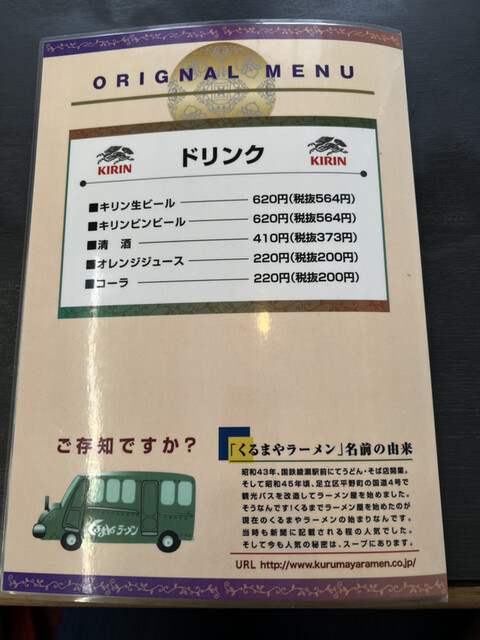 ORIGNAL MENU
KIRIN
ドリンク
KIRIN
■キリン生ビール 620円(税抜564円)
■キリンビンビール 620円(税抜564円)
■清 酒 410円(税抜373円)
■オレンジジュース 220円(税抜200円)
■コーラ 220円(税抜200円)
ご存知ですか?
「くるまやラーメン」名前の由来
昭和43年、国鉄綾瀬駅前にてうどん・そば店開業。
そして昭和45年頃、足立区平野町の国道4号で
観光バスを改造してラーメン屋を始めました。
そうなんです!くるまでラーメン屋を始めたのが
現在のくるまやラーメンの始まりなんです。
当時も新聞に記載される程の人気でした。
そして今も人気の秘密は、スープにあります。
くるまやラーメン
URL http://www.kurumayaramen.co.jp/